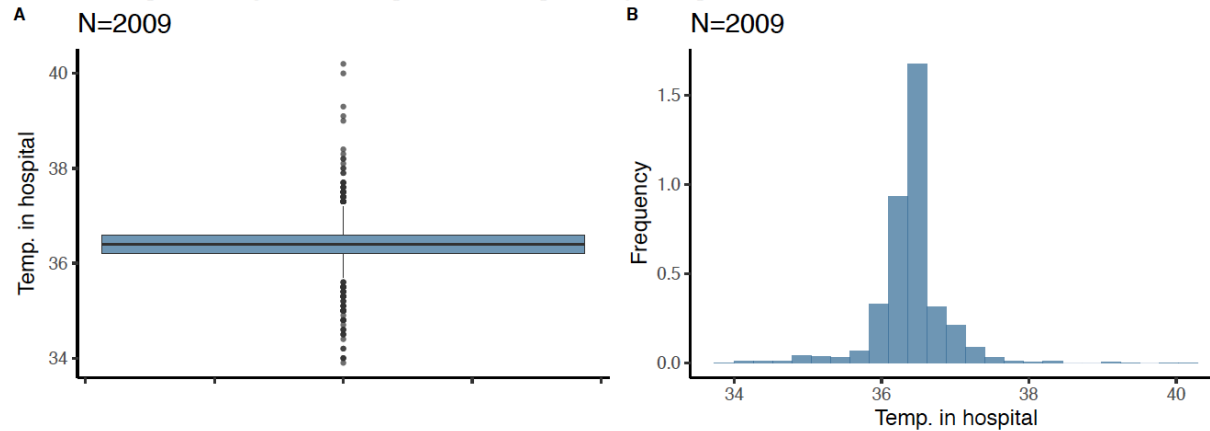 A
N=2009
Temp. in hospital
40
38
36
34
B
N=2009
Frequency
1.5
1.0
0.5
0.0
34 36 38 40
Temp. in hospital